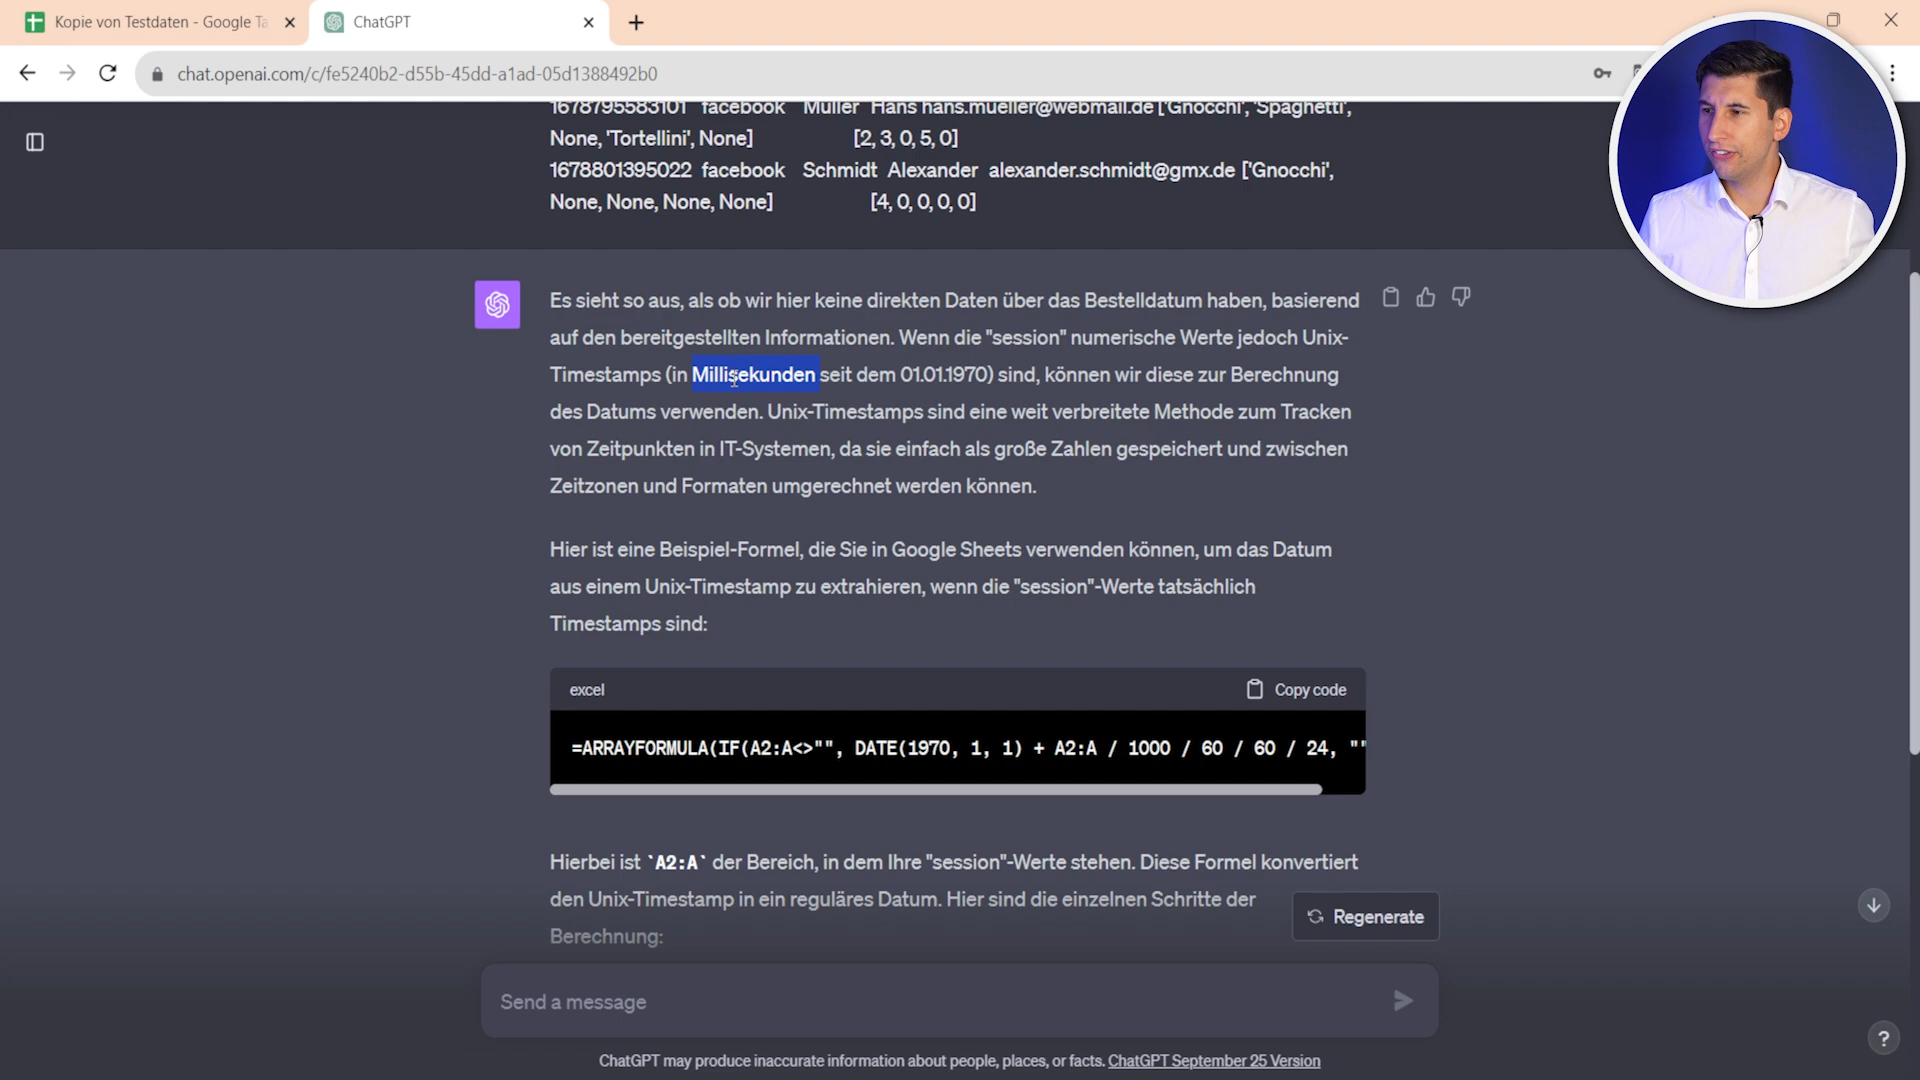 Kopie von Testdaten - Google Ta
ChatGPT
chat.openai.com/c/fe5240b2-d55b-45dd-a1ad-05d1388492b0
1678795583101 facebook Müller Hans hans.mueller@webmail.de ['Gnocchi', 'Spaghetti',
None, 'Tortellini', None] [2, 3, 0, 5, 0]
1678801395022 facebook Schmidt Alexander alexander.schmidt@gmx.de ['Gnocchi',
None, None, None, None] [4, 0, 0, 0, 0]
Es sieht so aus, als ob wir hier keine direkten Daten über das Bestelldatum haben, basierend
auf den bereitgestellten Informationen. Wenn die "session" numerische Werte jedoch Unix-
Timestamps (in Millisekunden seit dem 01.01.1970) sind, können wir diese zur Berechnung
des Datums verwenden. Unix-Timestamps sind eine weit verbreitete Methode zum Tracken
von Zeitpunkten in IT-Systemen, da sie einfach als große Zahlen gespeichert und zwischen
Zeitzonen und Formaten umgerechnet werden können.
Hier ist eine Beispiel-Formel, die Sie in Google Sheets verwenden können, um das Datum
aus einem Unix-Timestamp zu extrahieren, wenn die "session"-Werte tatsächlich
Timestamps sind:
excel
Copy code
=ARRAYFORMULA(IF(A2:A<>"", DATE(1970, 1, 1) + A2:A / 1000 / 60 / 60 / 24, ""
Hierbei ist `A2:A` der Bereich, in dem Ihre "session"-Werte stehen. Diese Formel konvertiert
den Unix-Timestamp in ein reguläres Datum. Hier sind die einzelnen Schritte der
Berechnung:
Regenerate
Send a message
ChatGPT may produce inaccurate information about people, places, or facts. ChatGPT September 25 Version
?